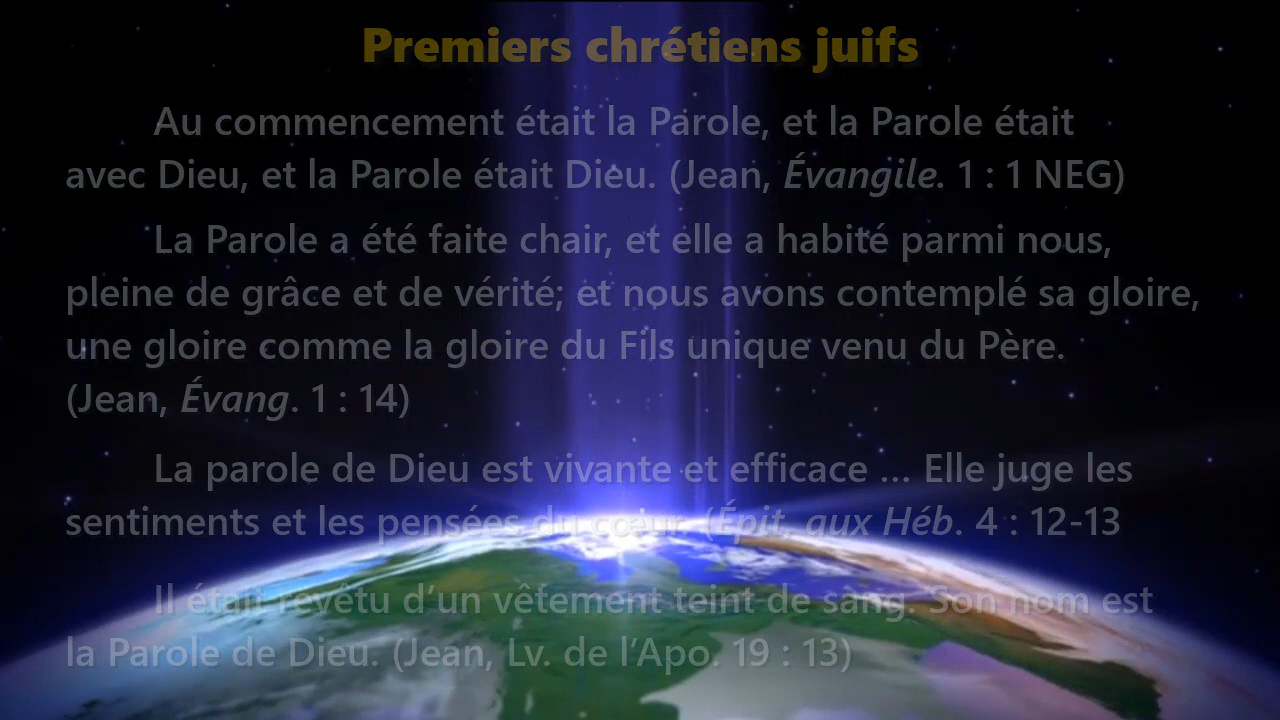 Premiers chrétiens juifs
Au commencement était la Parole, et la Parole était
avec Dieu, et la Parole était Dieu. (Jean, Évangile. 1 : 1 NEG)
La Parole a été faite chair, et elle a habité parmi nous,
pleine de grâce et de vérité; et nous avons contemplé sa gloire,
une gloire comme la gloire du Fils unique venu du Père.
(Jean, Évang. 1 : 14)
La parole de Dieu est vivante et efficace … Elle juge les
sentiments et les pensées du cœur. (Épit. aux Héb. 4 : 12-13
Il était revêtu d’un vêtement teint de sang. Son nom est
la Parole de Dieu. (Jean, Lv. de l’Apo. 19 : 13)